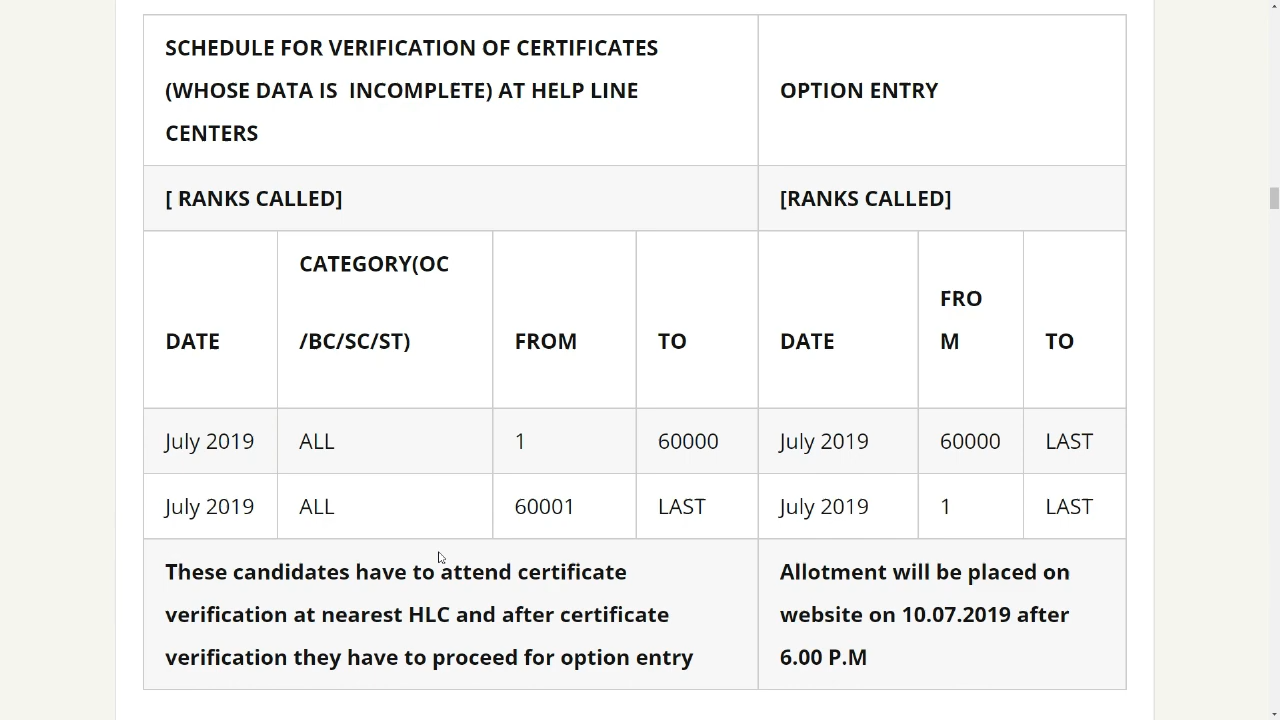 SCHEDULE FOR VERIFICATION OF CERTIFICATES
(WHOSE DATA IS  INCOMPLETE) AT HELP LINE
CENTERS
OPTION ENTRY
[ RANKS CALLED]
[RANKS CALLED]
DATE
CATEGORY(OC
/BC/SC/ST)
FROM
TO
DATE
FRO
M
TO
July 2019
ALL
1
60000
July 2019
60000
LAST
July 2019
ALL
60001
LAST
July 2019
1
LAST
These candidates have to attend certificate
verification at nearest HLC and after certificate
verification they have to proceed for option entry
Allotment will be placed on
website on 10.07.2019 after
6.00 P.M